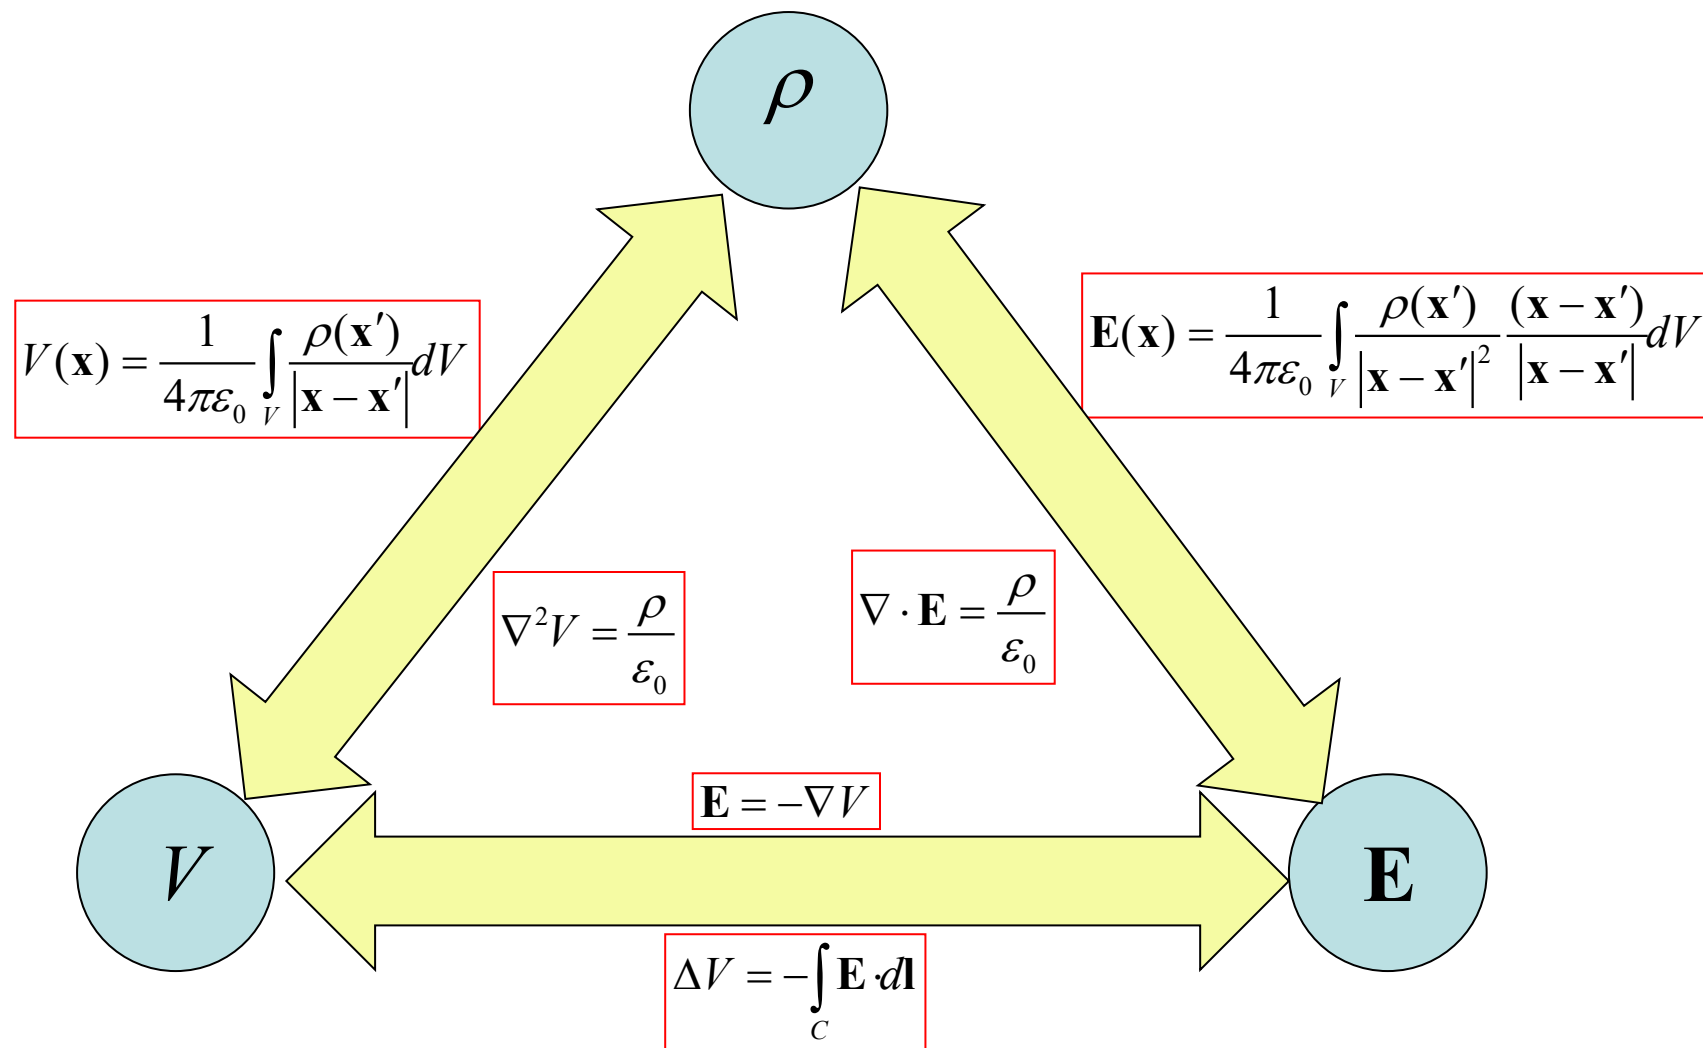 ρ
V(𝐱) = 1/(4πε₀) ∫_V ρ(𝐱′)/|𝐱 − 𝐱′| dV
𝐄(𝐱) = 1/(4πε₀) ∫_V ρ(𝐱′)/|𝐱 − 𝐱′|² (𝐱 − 𝐱′)/|𝐱 − 𝐱′| dV
∇²V = ρ/ε₀
∇ · 𝐄 = ρ/ε₀
𝐄 = −∇V
V
𝐄
ΔV = −∫_C 𝐄 · d𝐥